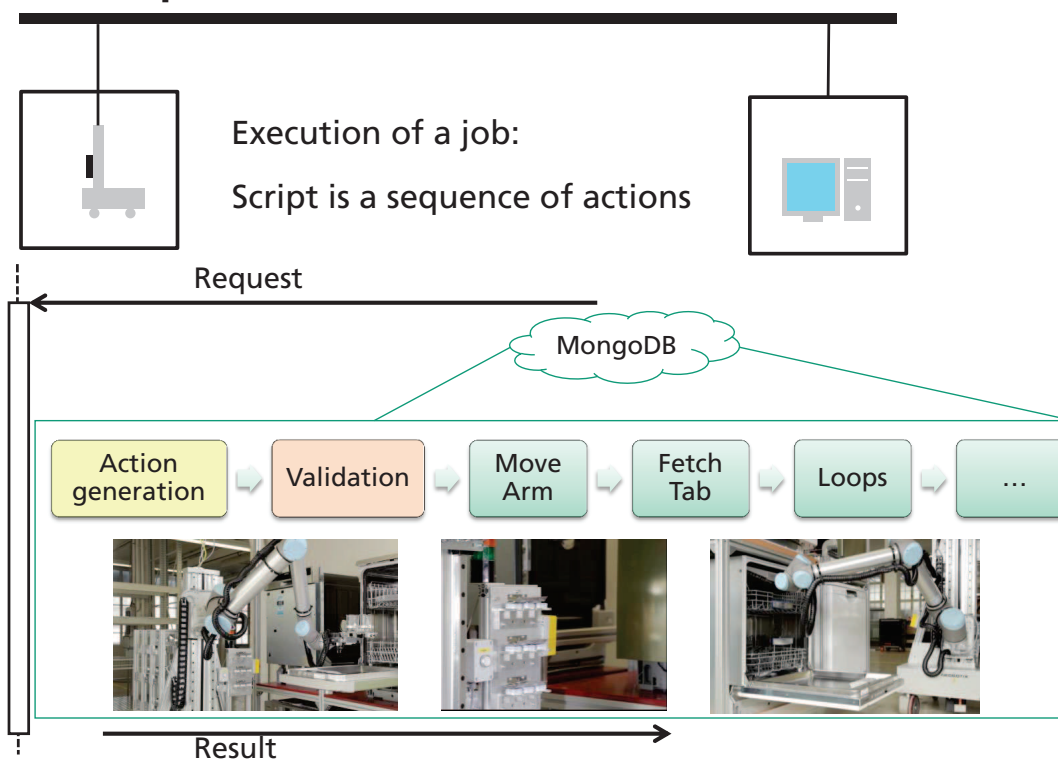 Execution of a job:
Script is a sequence of actions
Request
MongoDB
Action
generation
Validation
Move
Arm
Fetch
Tab
Loops
...
Result